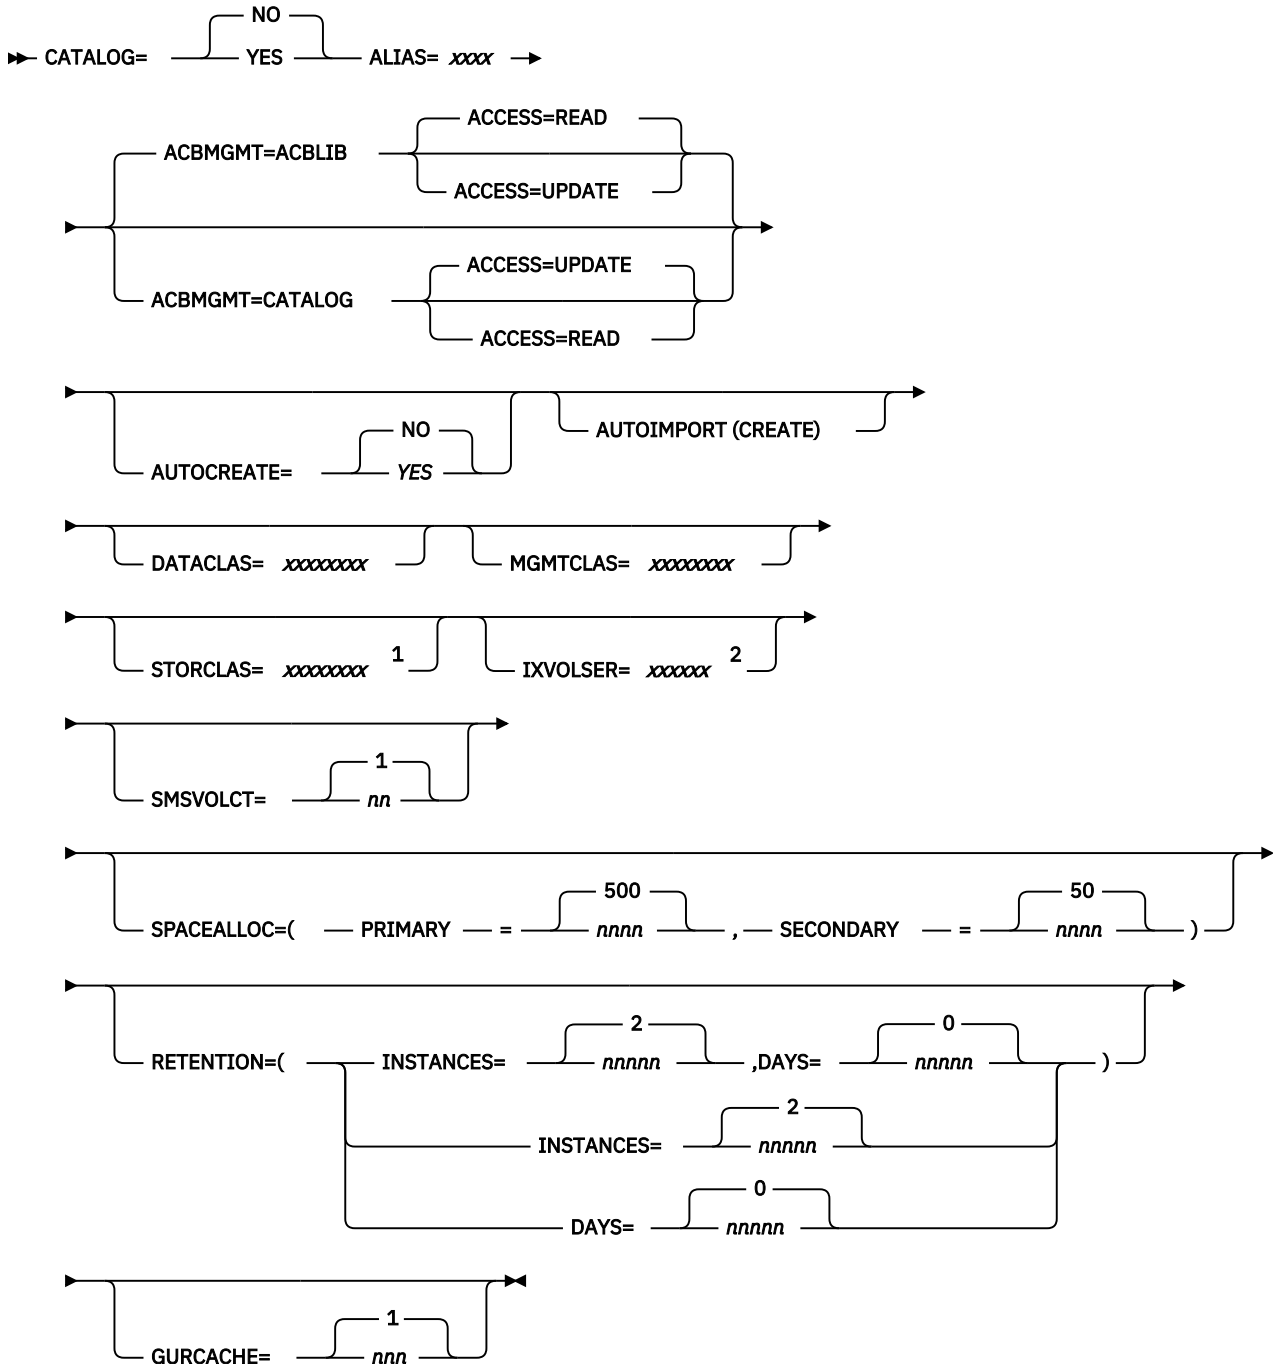 NO
CATALOG= YES ALIAS= xxxx
ACCESS=READ
ACBMGMT=ACBLIB
ACCESS=UPDATE
ACCESS=UPDATE
ACBMGMT=CATALOG
ACCESS=READ
NO
AUTOIMPORT (CREATE)
AUTOCREATE= YES
DATACLAS= xxxxxxxx MGMTCLAS= xxxxxxxx
STORCLAS= xxxxxxxx 1 IXVOLSER= xxxxxx 2
1
SMSVOLCT= nn
500 50
SPACEALLOC=( PRIMARY = nnnn , SECONDARY = nnnn )
2 0
RETENTION=( INSTANCES= nnnnn ,DAYS= nnnnn )
2
INSTANCES= nnnnn
0
DAYS= nnnnn
1
GURCACHE= nnn